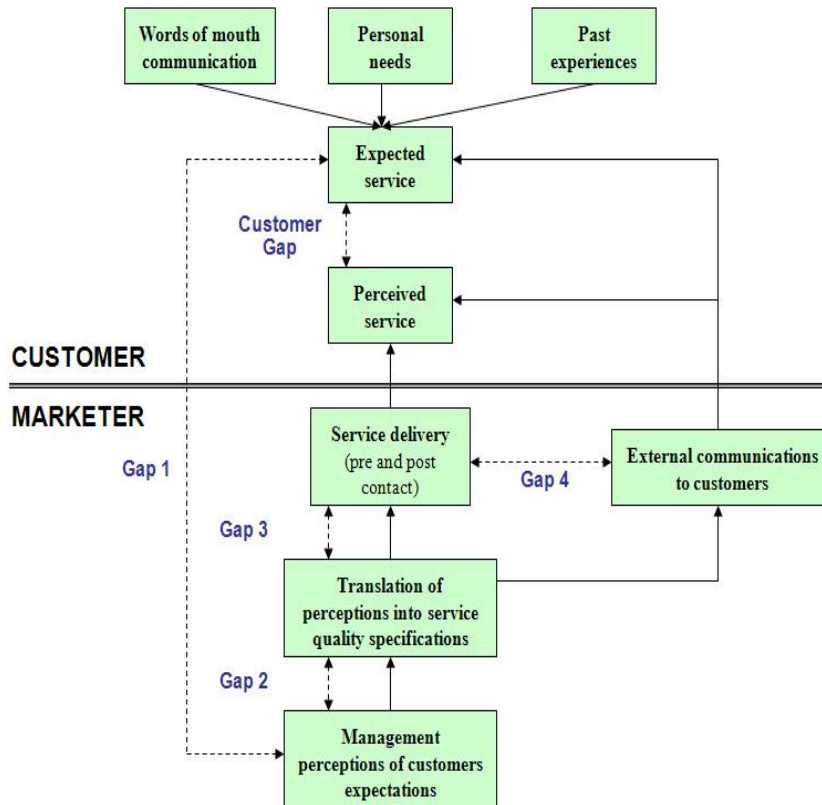 Words of mouth
communication
Personal
needs
Past
experiences
Expected
service
Customer
Gap
Perceived
service
CUSTOMER
MARKETER
Service delivery
(pre and post
contact)
External communications
to customers
Gap 1
Gap 4
Gap 3
Translation of
perceptions into service
quality specifications
Gap 2
Management
perceptions of customers
expectations